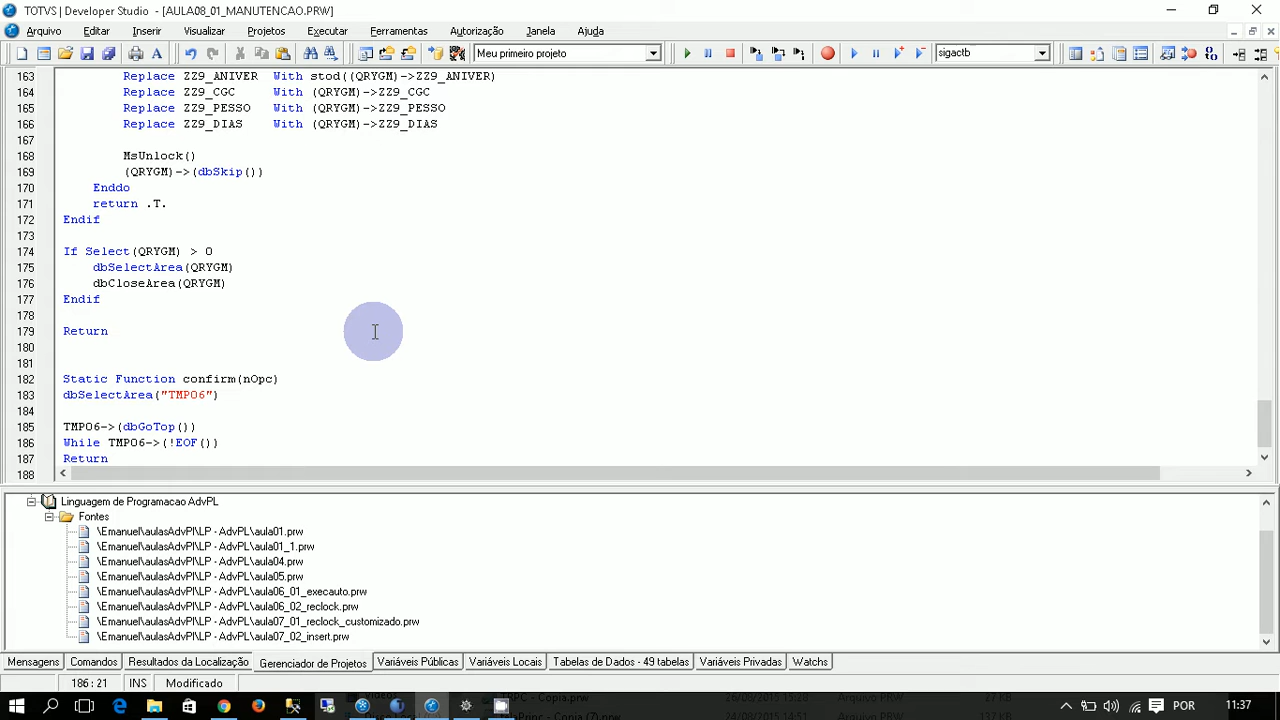 TOTVS | Developer Studio - [AULA08_01_MANUTENCAO.PRW]
Arquivo Editar Inserir Visualizar Projetos Executar Ferramentas Autorização Janela Ajuda
Meu primeiro projeto sigactb
163 Replace ZZ9_ANIVER With stod((QRYGM)->ZZ9_ANIVER)
164 Replace ZZ9_CGC With (QRYGM)->ZZ9_CGC
165 Replace ZZ9_PESSO With (QRYGM)->ZZ9_PESSO
166 Replace ZZ9_DIAS With (QRYGM)->ZZ9_DIAS
167
168 MsUnlock()
169 (QRYGM)->(dbSkip())
170 Enddo
171 return .T.
172 Endif
173
174 If Select(QRYGM) > 0
175 dbSelectArea(QRYGM)
176 dbCloseArea(QRYGM)
177 Endif
178
179 Return
180
181
182 Static Function confirm(nOpc)
183 dbSelectArea("TMP06")
184
185 TMP06->(dbGoTop())
186 While TMP06->(!EOF())
187 Return
188
Linguagem de Programacao AdvPL
Fontes
\Emanuel\aulasAdvPl\LP - AdvPL\aula01.prw
\Emanuel\aulasAdvPl\LP - AdvPL\aula01_1.prw
\Emanuel\aulasAdvPl\LP - AdvPL\aula04.prw
\Emanuel\aulasAdvPl\LP - AdvPL\aula05.prw
\Emanuel\aulasAdvPl\LP - AdvPL\aula06_01_execauto.prw
\Emanuel\aulasAdvPl\LP - AdvPL\aula06_02_reclock.prw
\Emanuel\aulasAdvPl\LP - AdvPL\aula07_01_reclock_customizado.prw
\Emanuel\aulasAdvPl\LP - AdvPL\aula07_02_insert.prw
Mensagens Comandos Resultados da Localização Gerenciador de Projetos Variáveis Públicas Variáveis Locais Tabelas de Dados - 49 tabelas Variáveis Privadas Watchs
186 : 21 INS Modificado
POR 11:37